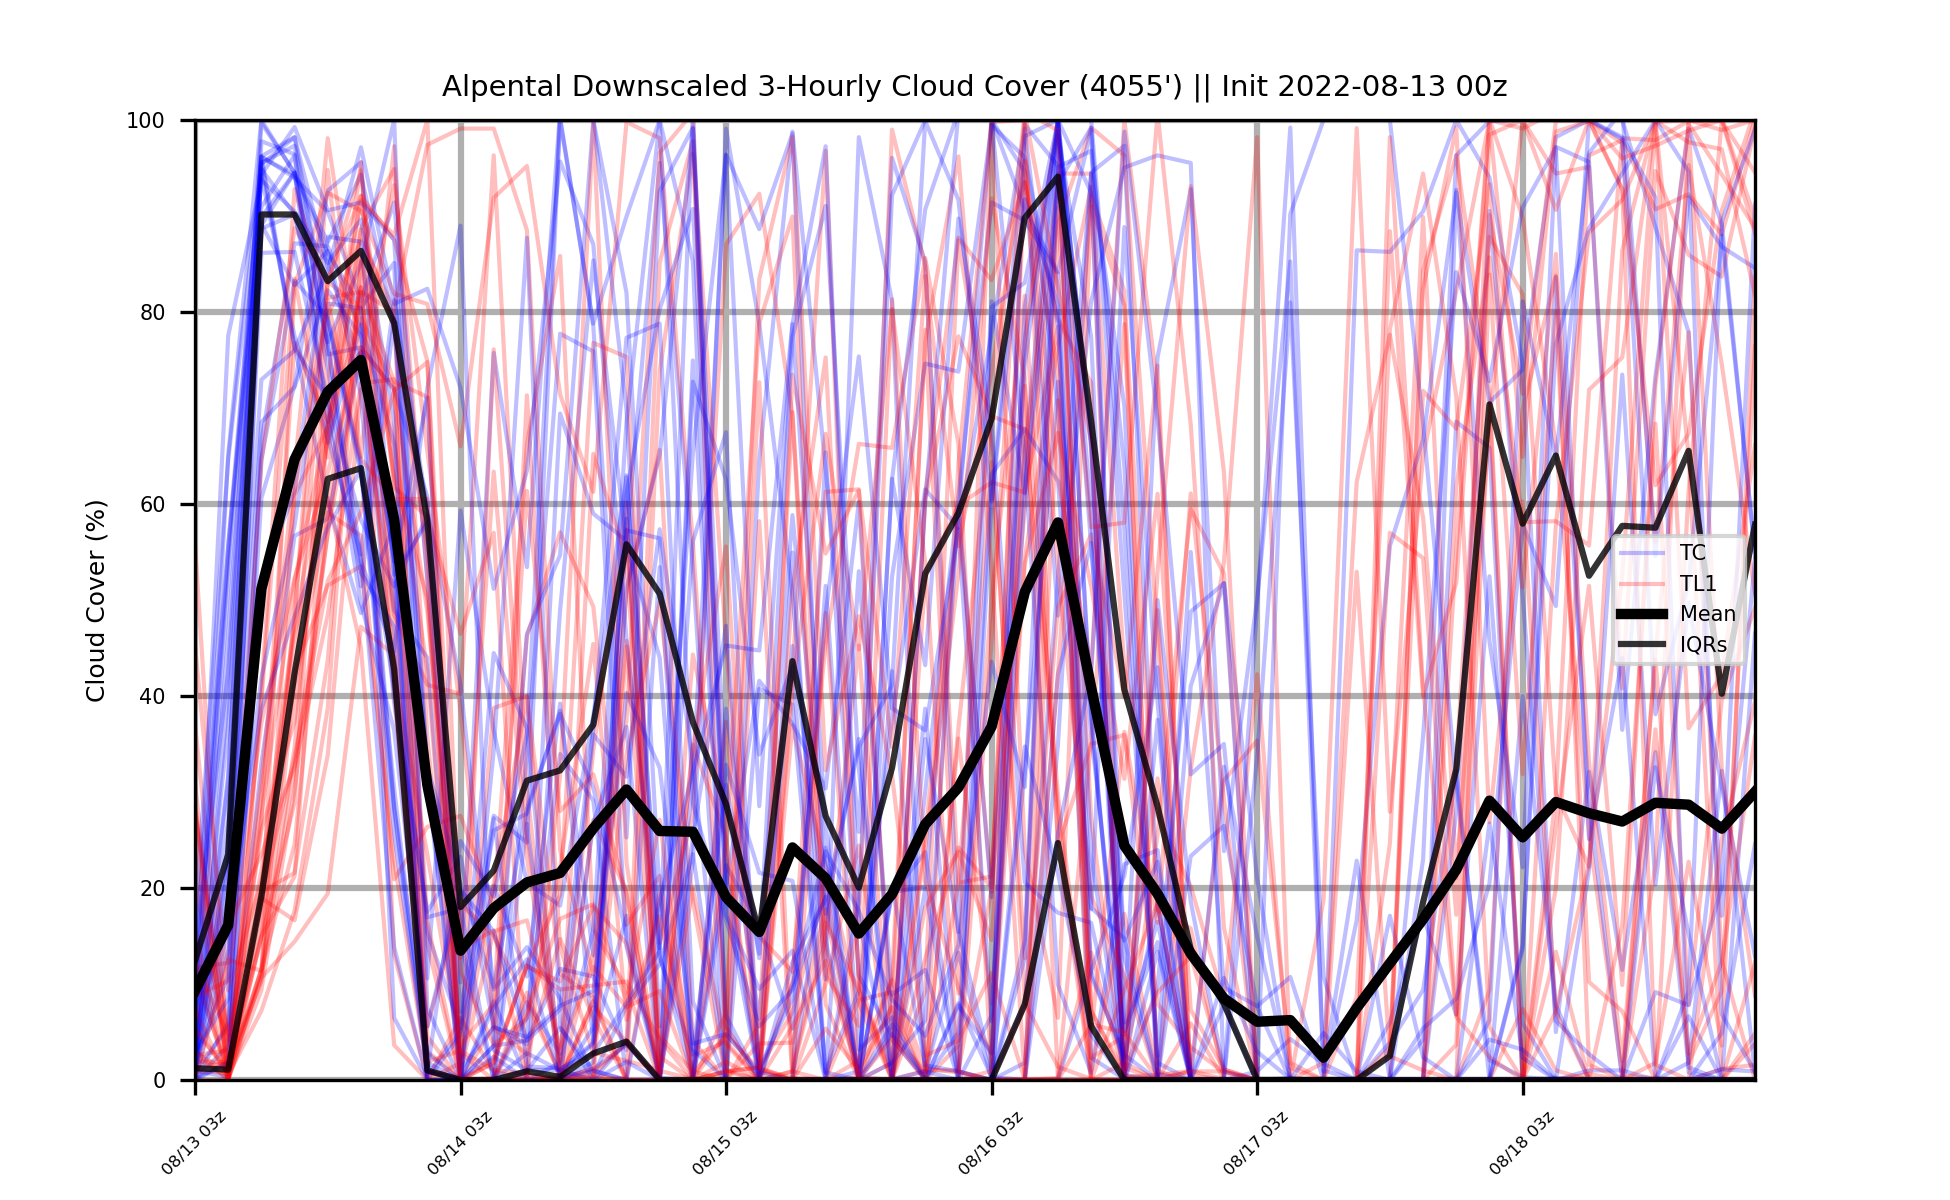 Alpental Downscaled 3-Hourly Cloud Cover (4055') || Init 2022-08-13 00z
Cloud Cover (%)
100
80
60
40
20
0
TC
TL1
Mean
IQRs
08/13 03z
08/14 03z
08/15 03z
08/16 03z
08/17 03z
08/18 03z